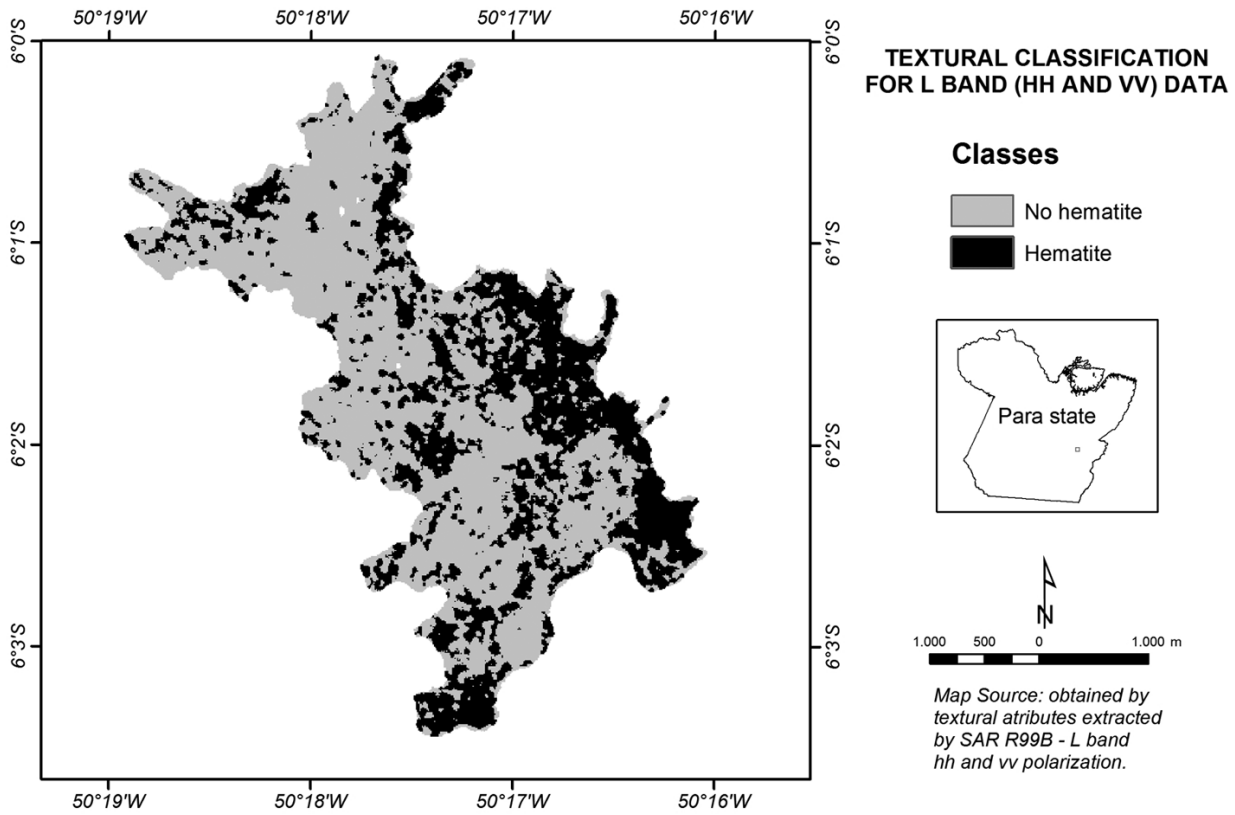 50°19'W 50°18'W 50°17'W 50°16'W
6°0'S
6°1'S
6°2'S
6°3'S
6°0'S
6°1'S
6°2'S
6°3'S
50°19'W 50°18'W 50°17'W 50°16'W
TEXTURAL CLASSIFICATION
FOR L BAND (HH AND VV) DATA
Classes
No hematite
Hematite
Para state
N
1.000 500 0 1.000 m
Map Source: obtained by
textural atributes extracted
by SAR R99B - L band
hh and vv polarization.